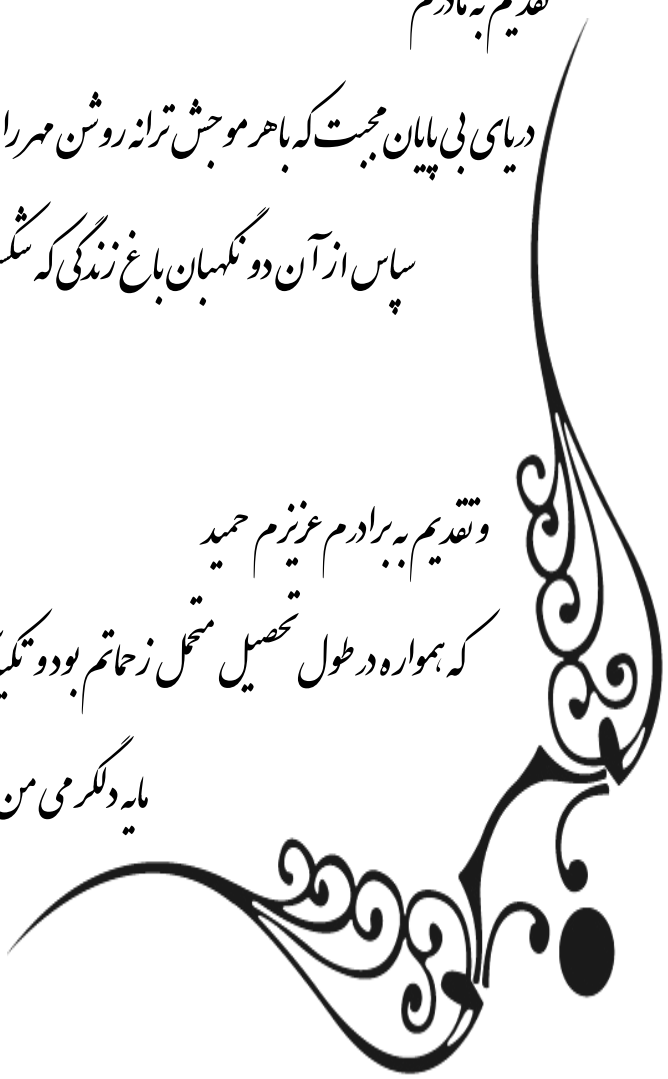 تقدیم به مادرم
دریای بی پایان محبت که با هر موجش ترانه روشن مهر را
سپاس از آن دو نگهبان باغ زندگی که
و تقدیم به برادرم عزیزم حمید
که همواره در طول تحصیل متحمل زحماتم بود و
مایه دلگرمی من